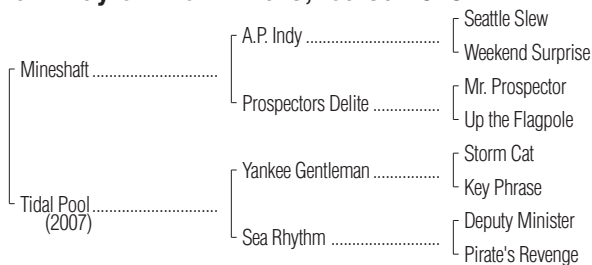 Mineshaft
Tidal Pool
(2007)
A.P. Indy
Prospectors Delite
Yankee Gentleman
Sea Rhythm
Seattle Slew
Weekend Surprise
Mr. Prospector
Up the Flagpole
Storm Cat
Key Phrase
Deputy Minister
Pirate's Revenge